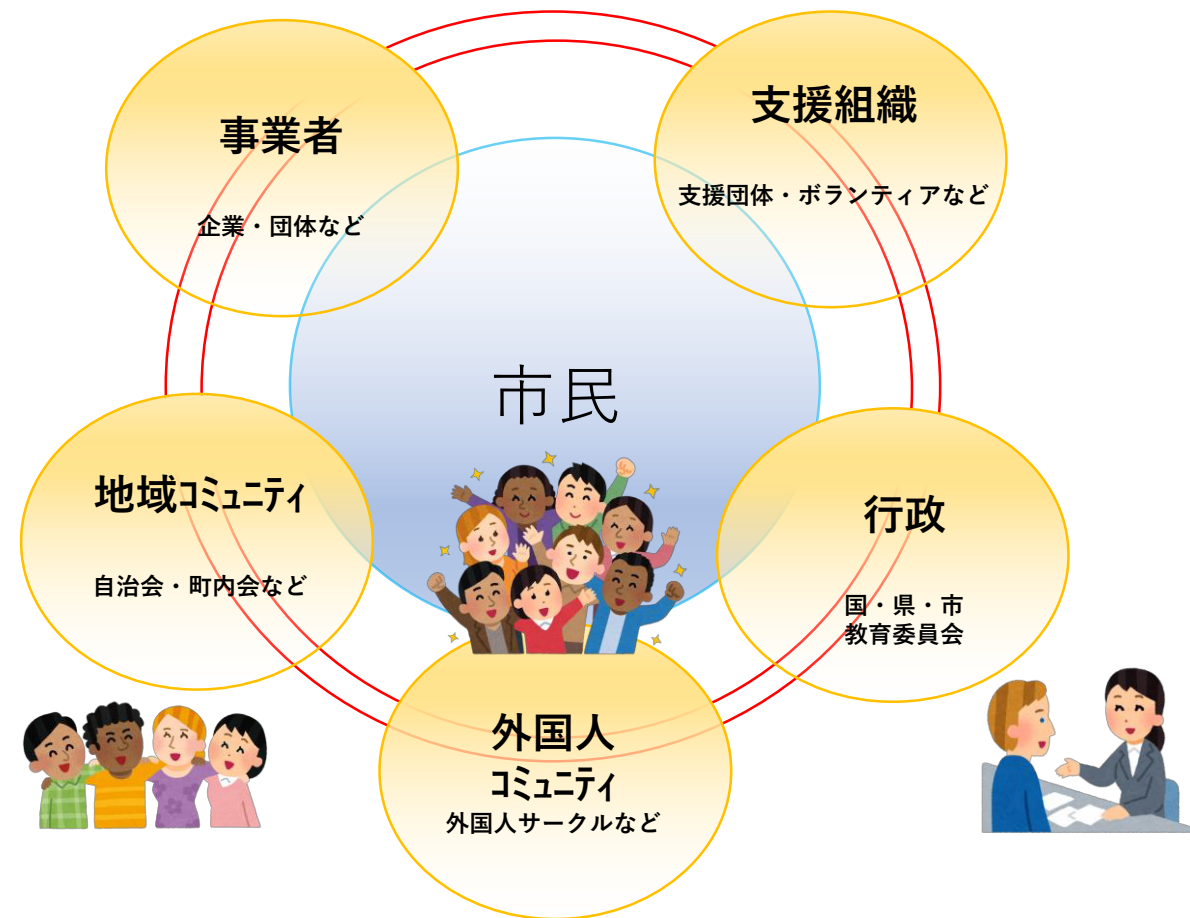 事業者
企業・団体など
支援組織
支援団体・ボランティアなど
市民
地域コミュニティ
自治会・町内会など
行政
国・県・市
教育委員会
外国人
コミュニティ
外国人サークルなど